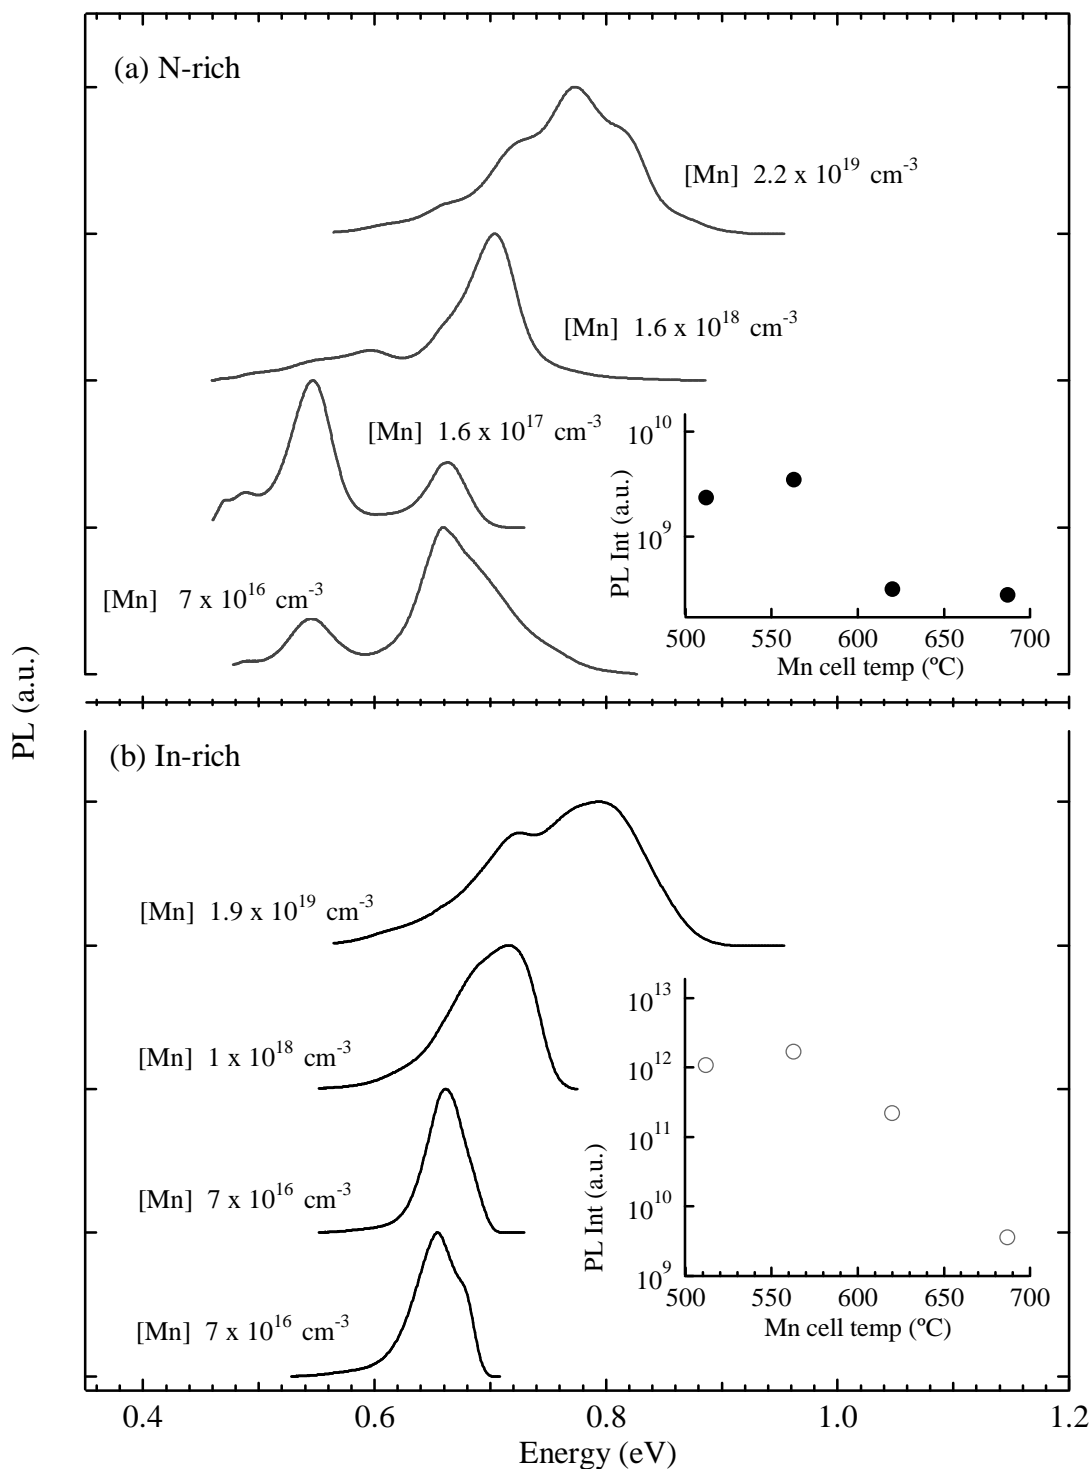 (a) N-rich
[Mn] 2.2 x 10^19 cm^-3
[Mn] 1.6 x 10^18 cm^-3
[Mn] 1.6 x 10^17 cm^-3
[Mn] 7 x 10^16 cm^-3
PL Int (a.u.)
10^10
10^9
500 550 600 650 700
Mn cell temp (ºC)
PL (a.u.)
(b) In-rich
[Mn] 1.9 x 10^19 cm^-3
[Mn] 1 x 10^18 cm^-3
[Mn] 7 x 10^16 cm^-3
[Mn] 7 x 10^16 cm^-3
PL Int (a.u.)
10^13
10^12
10^11
10^10
10^9
500 550 600 650 700
Mn cell temp (ºC)
0.4 0.6 0.8 1.0 1.2
Energy (eV)